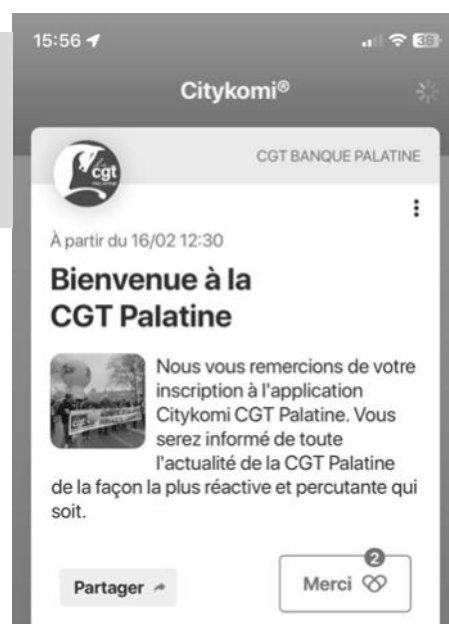 15:56
38
Citykomi®
cgt
PALATINE
CGT BANQUE PALATINE
À partir du 16/02 12:30
Bienvenue à la
CGT Palatine
Nous vous remercions de votre
inscription à l'application
Citykomi CGT Palatine. Vous
serez informé de toute
l'actualité de la CGT Palatine
de la façon la plus réactive et percutante qui
soit.
Partager
2
Merci